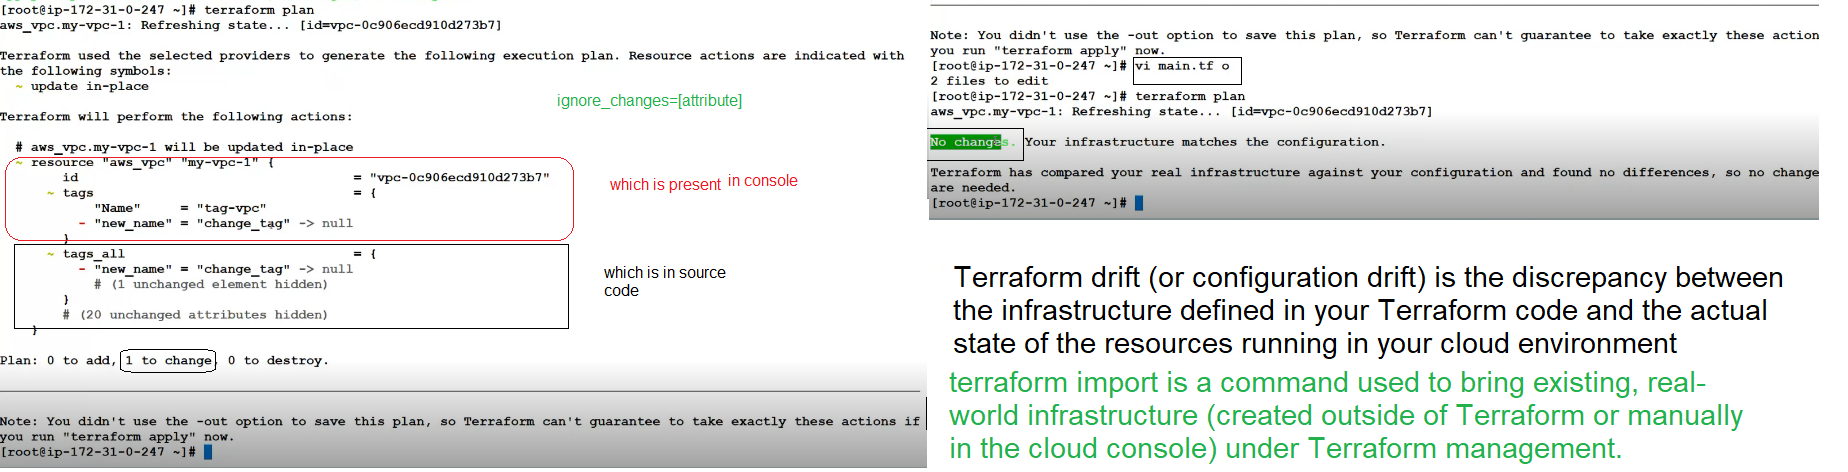 [root@ip-172-31-0-247 ~]# terraform plan
aws_vpc.my-vpc-1: Refreshing state... [id=vpc-0c906ecd910d273b7]
Terraform used the selected providers to generate the following execution plan. Resource actions are indicated with
the following symbols:
~ update in-place
ignore_changes=[attribute]
Terraform will perform the following actions:
# aws_vpc.my-vpc-1 will be updated in-place
~ resource "aws_vpc" "my-vpc-1" {
id = "vpc-0c906ecd910d273b7"
~ tags = {
"Name" = "tag-vpc"
- "new_name" = "change_tag" -> null
}
which is present in console
~ tags_all = {
- "new_name" = "change_tag" -> null
# (1 unchanged element hidden)
}
# (20 unchanged attributes hidden)
}
which is in source
code
Plan: 0 to add, 1 to change, 0 to destroy.
Note: You didn't use the -out option to save this plan, so Terraform can't guarantee to take exactly these actions if
you run "terraform apply" now.
[root@ip-172-31-0-247 ~]#
Note: You didn't use the -out option to save this plan, so Terraform can't guarantee to take exactly these action
you run "terraform apply" now.
[root@ip-172-31-0-247 ~]# vi main.tf o
2 files to edit
[root@ip-172-31-0-247 ~]# terraform plan
aws_vpc.my-vpc-1: Refreshing state... [id=vpc-0c906ecd910d273b7]
No changes. Your infrastructure matches the configuration.
Terraform has compared your real infrastructure against your configuration and found no differences, so no change
are needed.
[root@ip-172-31-0-247 ~]#
Terraform drift (or configuration drift) is the discrepancy between
the infrastructure defined in your Terraform code and the actual
state of the resources running in your cloud environment
terraform import is a command used to bring existing, real-
world infrastructure (created outside of Terraform or manually
in the cloud console) under Terraform management.